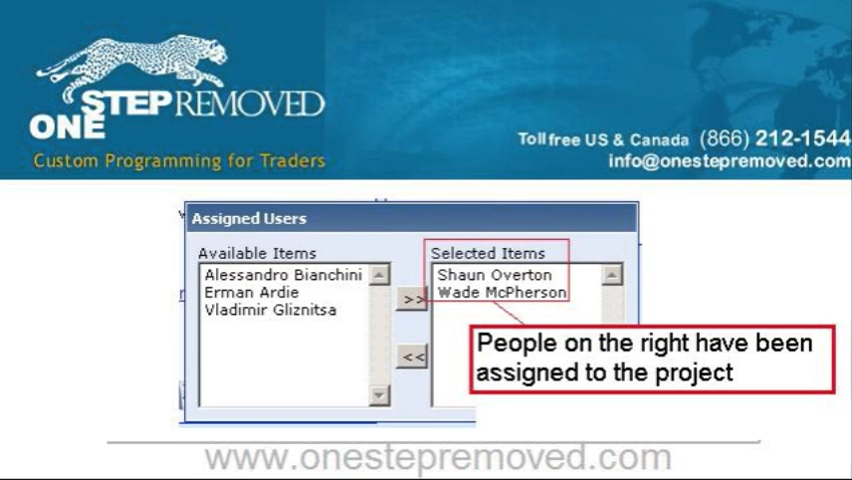 ONE STEP REMOVED
Custom Programming for Traders
Toll free US & Canada (866) 212-1544
info@onestepremoved.com
Assigned Users
Available Items
Selected Items
Alessandro Bianchini
Erman Ardie
Vladimir Gliznitsa
>>
<<
Shaun Overton
Wade McPherson
People on the right have been
assigned to the project
www.onestepremoved.com